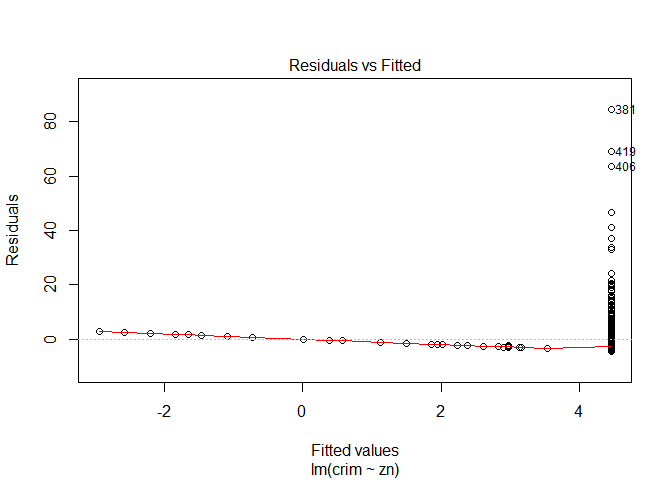 Residuals vs Fitted
Residuals
80
60
40
20
0
381
419
406
-2 0 2 4
Fitted values
lm(crim ~ zn)